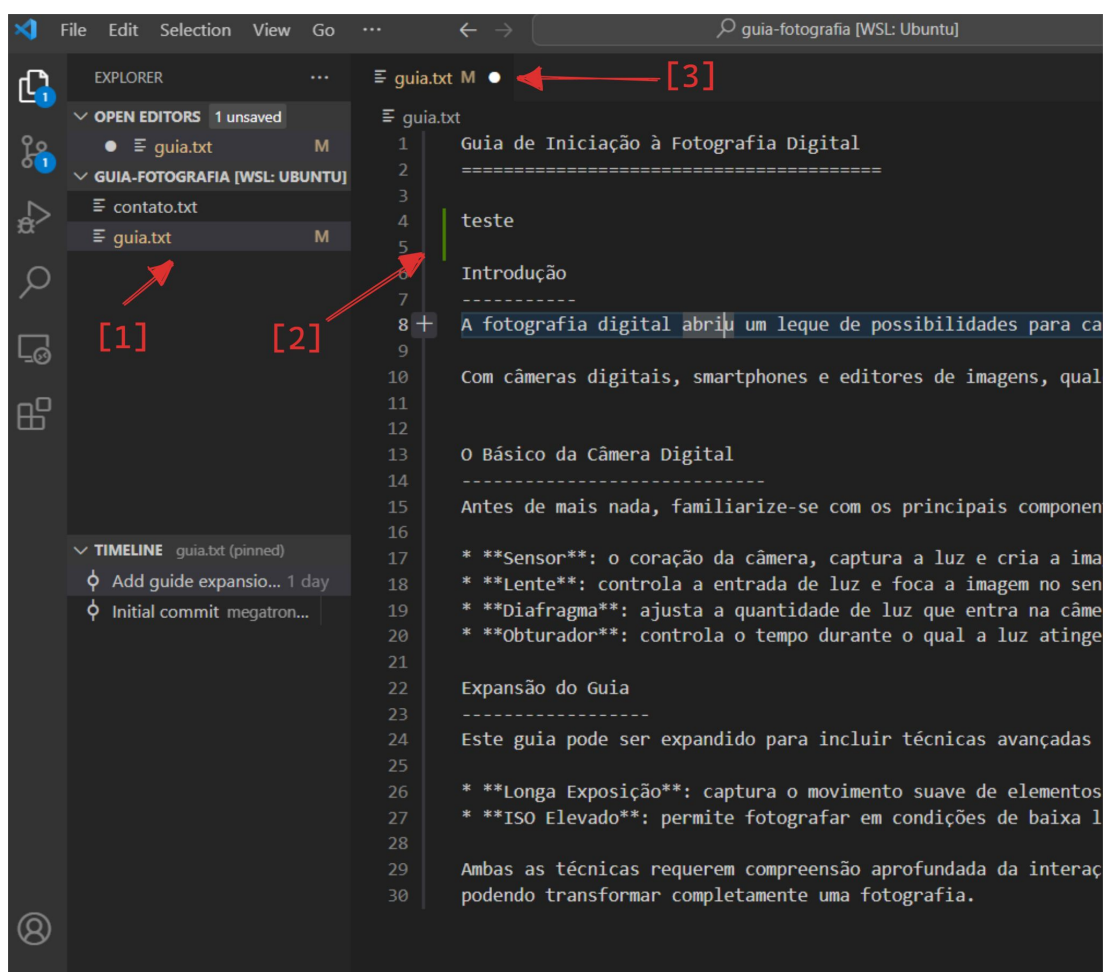 File Edit Selection View Go ··· ← → guia-fotografia [WSL: Ubuntu]
EXPLORER ···
OPEN EDITORS 1 unsaved
guia.txt M
GUIA-FOTOGRAFIA [WSL: UBUNTU]
contato.txt
guia.txt M
[1]
[2]
TIMELINE guia.txt (pinned)
Add guide expansio... 1 day
Initial commit megatron...
1
1
guia.txt M
[3]
guia.txt
1 Guia de Iniciação à Fotografia Digital
2 ========================================
3
4 teste
5
6 Introdução
7 -----------
8 + A fotografia digital abriu um leque de possibilidades para ca
9
10 Com câmeras digitais, smartphones e editores de imagens, qual
11
12
13 O Básico da Câmera Digital
14 -----------------------------
15 Antes de mais nada, familiarize-se com os principais componen
16
17 * **Sensor**: o coração da câmera, captura a luz e cria a ima
18 * **Lente**: controla a entrada de luz e foca a imagem no sen
19 * **Diafragma**: ajusta a quantidade de luz que entra na câme
20 * **Obturador**: controla o tempo durante o qual a luz atinge
21
22 Expansão do Guia
23 ------------------
24 Este guia pode ser expandido para incluir técnicas avançadas
25
26 * **Longa Exposição**: captura o movimento suave de elementos
27 * **ISO Elevado**: permite fotografar em condições de baixa l
28
29 Ambas as técnicas requerem compreensão aprofundada da interaç
30 podendo transformar completamente uma fotografia.